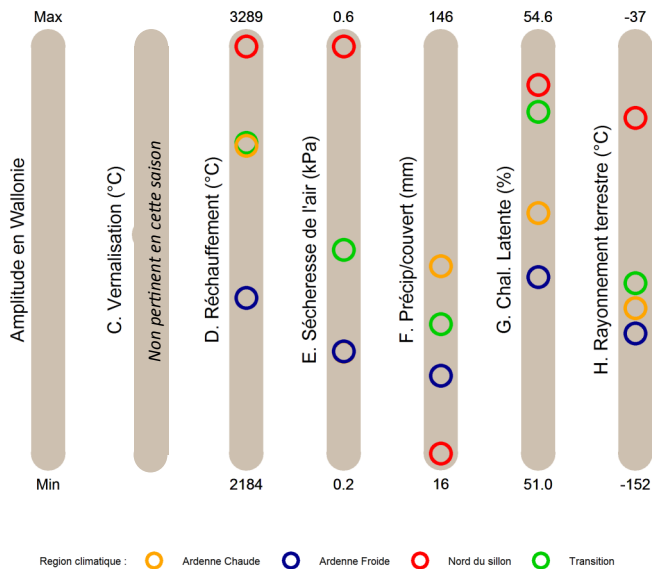 Max
3289
0.6
146
54.6
-37
Amplitude en Wallonie
C. Vernalisation (°C)
Non pertinent en cette saison
D. Réchauffement (°C)
E. Sécheresse de l'air (kPa)
F. Précip/couvert (mm)
G. Chal. Latente (%)
H. Rayonnement terrestre (°C)
Min
2184
0.2
16
51.0
-152
Region climatique :
Ardenne Chaude
Ardenne Froide
Nord du sillon
Transition